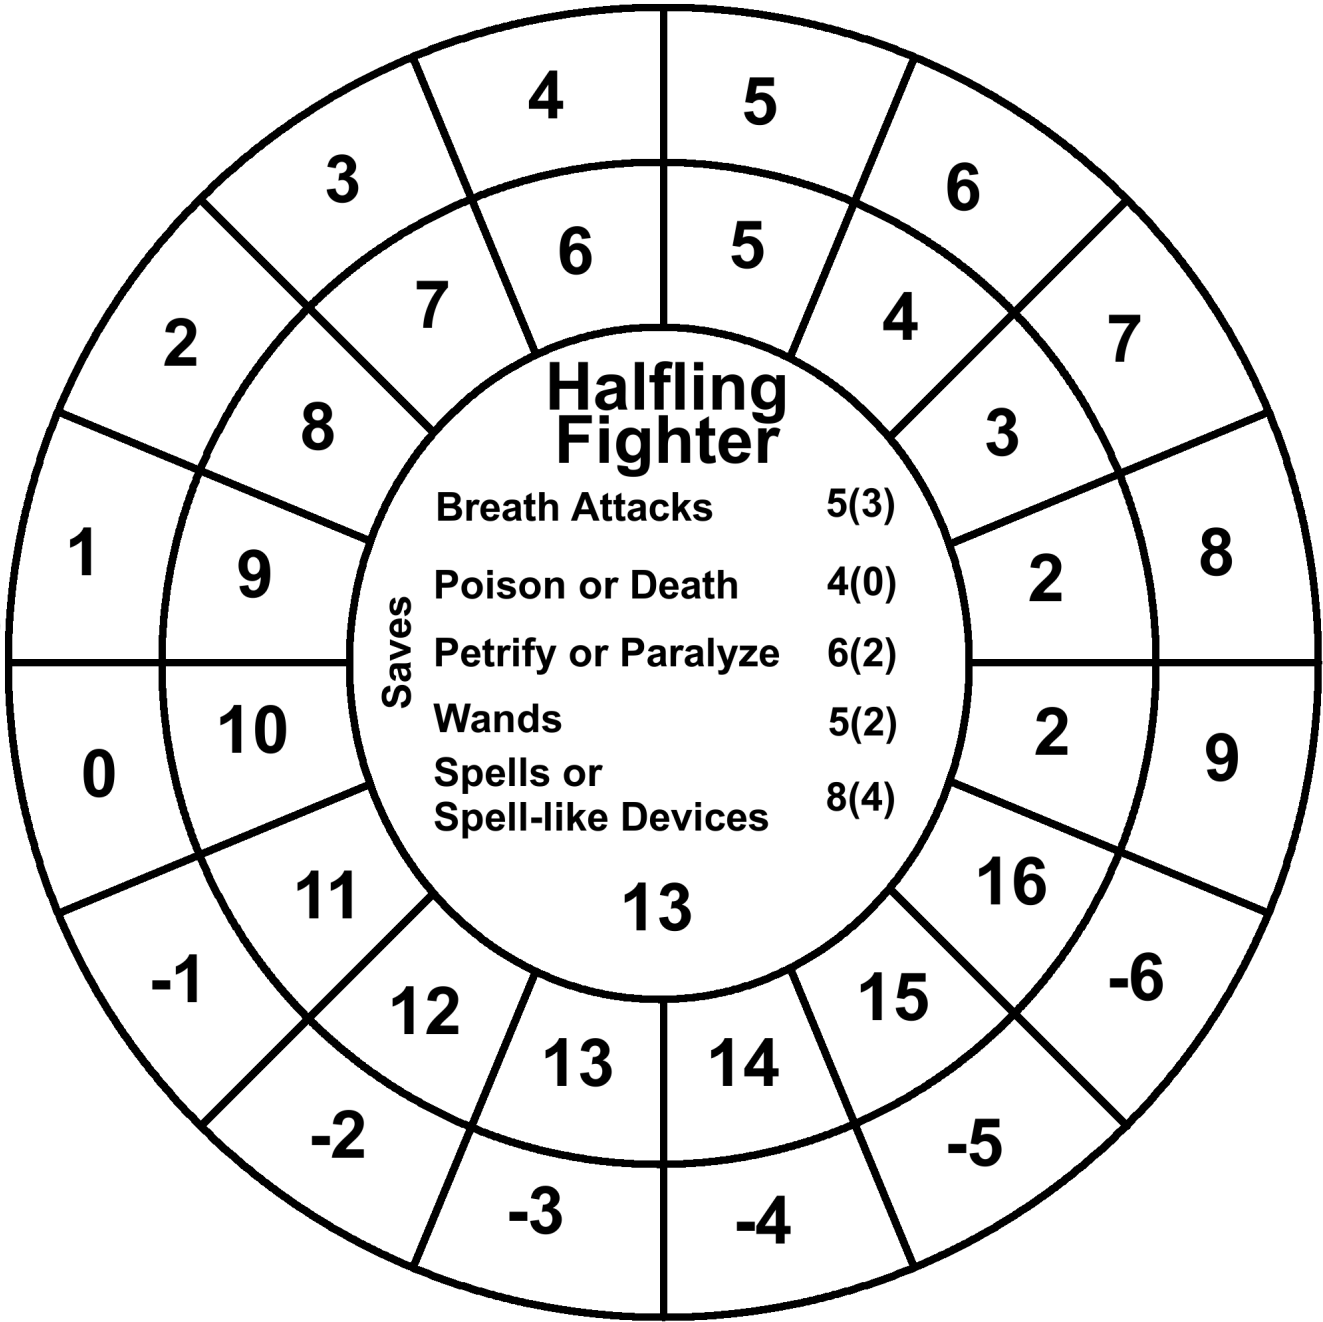 4 5
3 6
6 5
7 4
2 7
8 3
Halfling
Fighter
Breath Attacks 5(3)
1 9 2 8
Poison or Death 4(0)
Saves
Petrify or Paralyze 6(2)
Wands 5(2)
0 10 2 9
Spells or
Spell-like Devices 8(4)
11 16
13
-1 -6
12 15
13 14
-2 -5
-3 -4